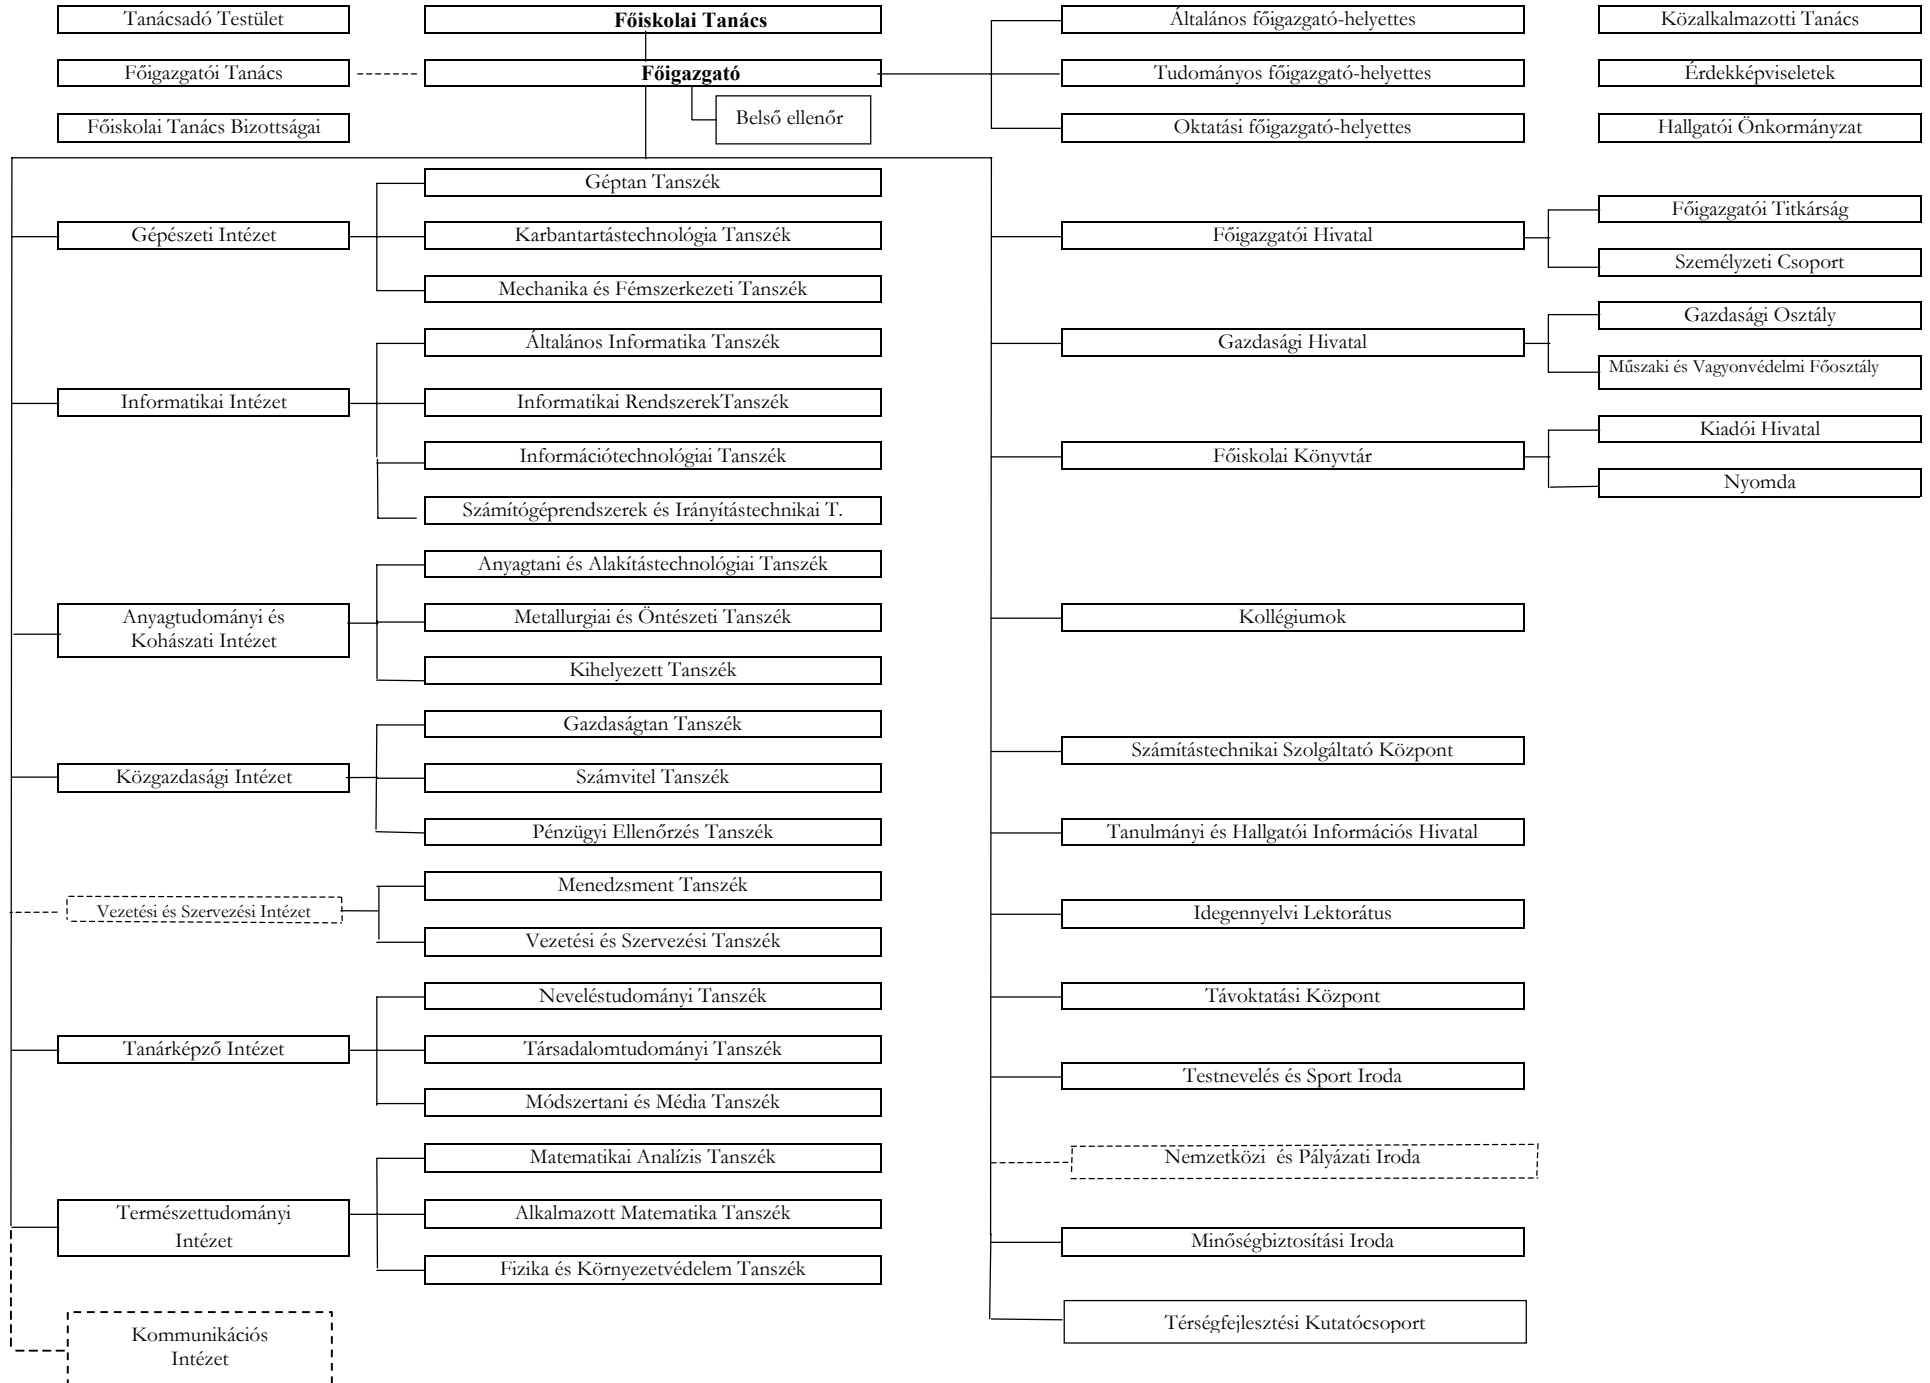 Tanácsadó Testület
Főiskolai Tanács
Általános főigazgató-helyettes
Közalkalmazotti Tanács
Főigazgatói Tanács
Főigazgató
Tudományos főigazgató-helyettes
Érdekképviseletek
Belső ellenőr
Főiskolai Tanács Bizottságai
Oktatási főigazgató-helyettes
Hallgatói Önkormányzat
Géptan Tanszék
Gépészeti Intézet
Karbantartástechnológia Tanszék
Mechanika és Fémszerkezeti Tanszék
Általános Informatika Tanszék
Informatikai Intézet
Informatikai RendszerekTanszék
Információtechnológiai Tanszék
Számítógéprendszerek és Irányítástechnikai T.
Anyagtani és Alakítástechnológiai Tanszék
Anyagtudományi és
Kohászati Intézet
Metallurgiai és Öntészeti Tanszék
Kihelyezett Tanszék
Gazdaságtan Tanszék
Közgazdasági Intézet
Számvitel Tanszék
Pénzügyi Ellenőrzés Tanszék
Menedzsment Tanszék
Vezetési és Szervezési Intézet
Vezetési és Szervezési Tanszék
Neveléstudományi Tanszék
Tanárképző Intézet
Társadalomtudományi Tanszék
Módszertani és Média Tanszék
Matematikai Analízis Tanszék
Természettudományi
Intézet
Alkalmazott Matematika Tanszék
Fizika és Környezetvédelem Tanszék
Kommunikációs
Intézet
Főigazgatói Hivatal
Főigazgatói Titkárság
Személyzeti Csoport
Gazdasági Hivatal
Gazdasági Osztály
Műszaki és Vagyonvédelmi Főosztály
Főiskolai Könyvtár
Kiadói Hivatal
Nyomda
Kollégiumok
Számítástechnikai Szolgáltató Központ
Tanulmányi és Hallgatói Információs Hivatal
Idegennyelvi Lektorátus
Távoktatási Központ
Testnevelés és Sport Iroda
Nemzetközi és Pályázati Iroda
Minőségbiztosítási Iroda
Térségfejlesztési Kutatócsoport